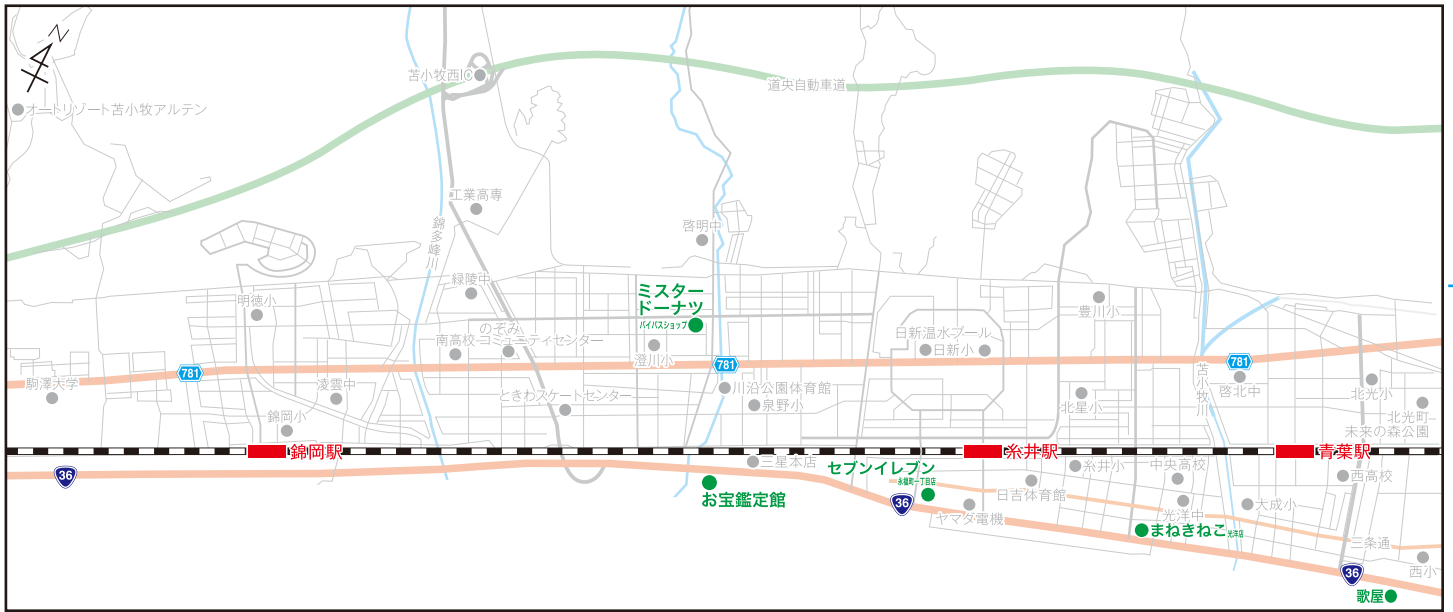 N
苫小牧西IC
道央自動車道
オートリゾート苫小牧アルテン
工業高専
錦多峰川
啓明中
緑陵中
ミスター
ドーナツ
バイパスショップ
明徳小
豊川小
のぞみ
コミュニティセンター
南高校
日新温水プール
日新小
澄川小
781
781
781
駒澤大学
凌雲中
ときわスケートセンター
川沿公園体育館
泉野小
苫小牧川
啓北中
北光小
北星小
錦岡小
北光町
未来の森公園
錦岡駅
糸井駅
青葉駅
三星本店
セブンイレブン
永福町一丁目店
糸井小
中央高校
西高校
36
お宝鑑定館
36
日吉体育館
ヤマダ電機
光洋中
大成小
まねきねこ 光洋店
三条通
36
西小
歌屋